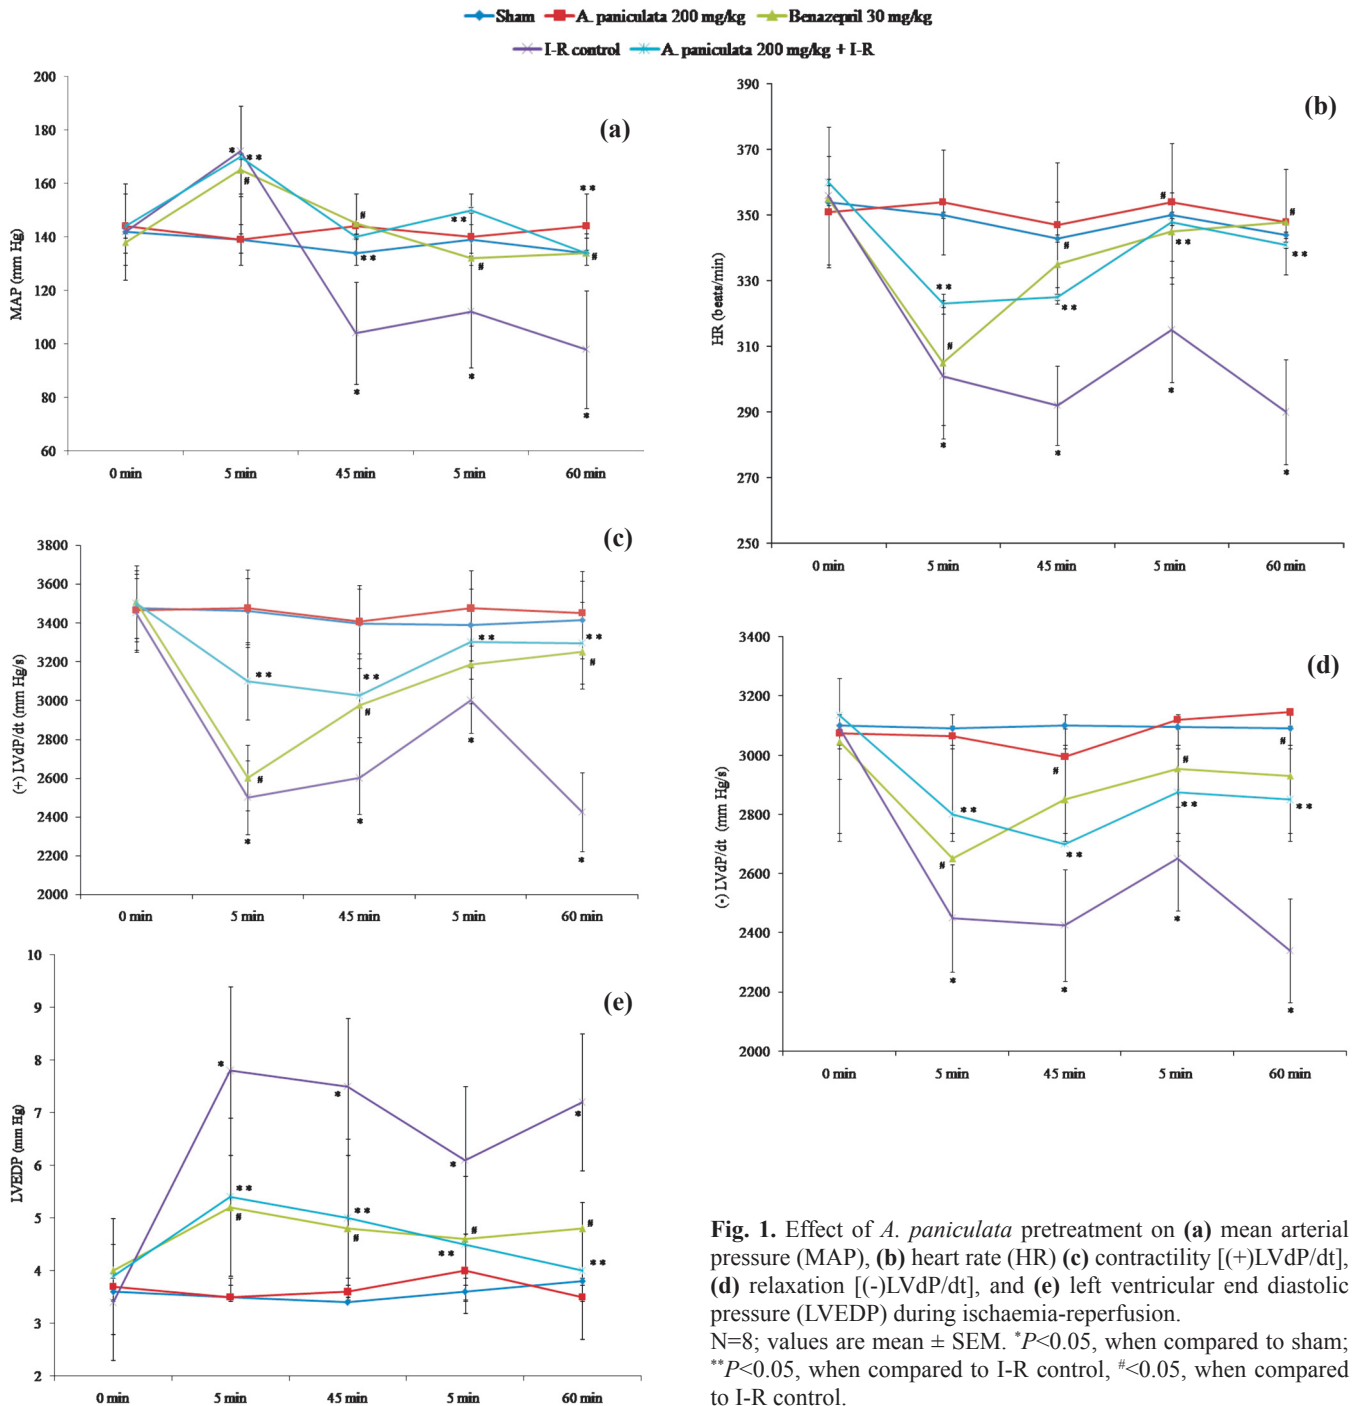 Sham A. paniculata 200 mg/kg Benazepril 30 mg/kg
I-R control A. paniculata 200 mg/kg + I-R
(a)
MAP (mm Hg)
200
180
160
140
120
100
80
60
* ** # # ** * ** # * ** # *
0 min 5 min 45 min 5 min 60 min
(b)
HR (beats/min)
390
370
350
330
310
290
270
250
** # * # ** * # ** * # ** *
0 min 5 min 45 min 5 min 60 min
(c)
(+) LVdP/dt (mm Hg/s)
3800
3600
3400
3200
3000
2800
2600
2400
2200
2000
** # * ** # * ** * ** # *
0 min 5 min 45 min 5 min 60 min
(d)
(-) LVdP/dt (mm Hg/s)
3400
3200
3000
2800
2600
2400
2200
2000
** # * # ** * # ** * # ** *
0 min 5 min 45 min 5 min 60 min
(e)
LVEDP (mm Hg)
10
9
8
7
6
5
4
3
2
* ** # * ** # * # ** * # **
0 min 5 min 45 min 5 min 60 min
Fig. 1. Effect of A. paniculata pretreatment on (a) mean arterial
pressure (MAP), (b) heart rate (HR) (c) contractility [(+)LVdP/dt],
(d) relaxation [(-)LVdP/dt], and (e) left ventricular end diastolic
pressure (LVEDP) during ischaemia-reperfusion.
N=8; values are mean ± SEM. *P<0.05, when compared to sham;
**P<0.05, when compared to I-R control, #<0.05, when compared
to I-R control.